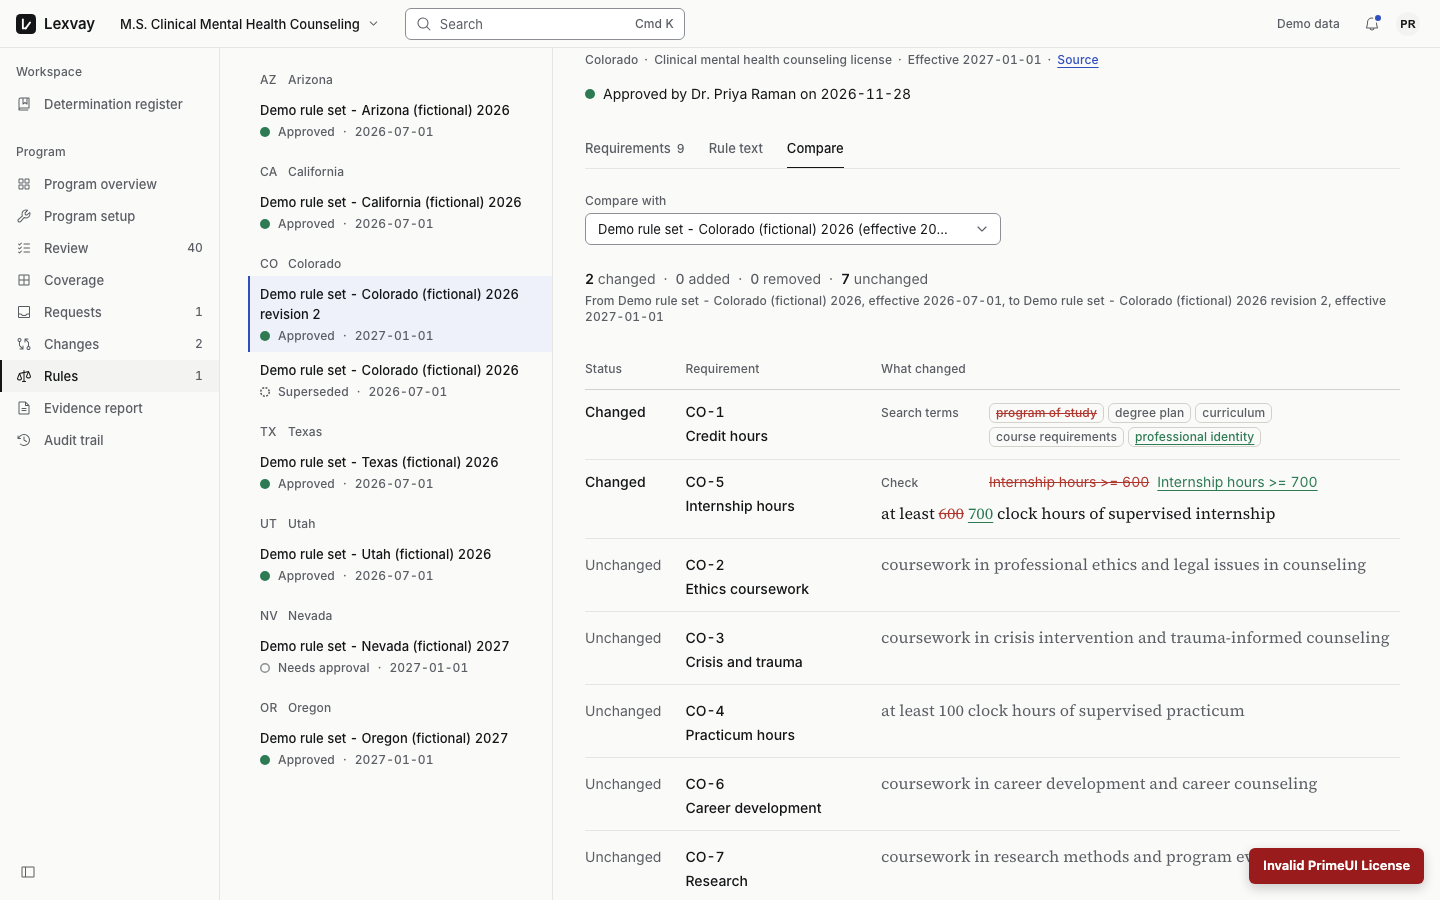 Lexvay
M.S. Clinical Mental Health Counseling
Search
Cmd K
Demo data
PR
Workspace
Determination register
Program
Program overview
Program setup
Review 40
Coverage
Requests 1
Changes 2
Rules 1
Evidence report
Audit trail
AZ Arizona
Demo rule set - Arizona (fictional) 2026
Approved · 2026-07-01
CA California
Demo rule set - California (fictional) 2026
Approved · 2026-07-01
CO Colorado
Demo rule set - Colorado (fictional) 2026
revision 2
Approved · 2027-01-01
Demo rule set - Colorado (fictional) 2026
Superseded · 2026-07-01
TX Texas
Demo rule set - Texas (fictional) 2026
Approved · 2026-07-01
UT Utah
Demo rule set - Utah (fictional) 2026
Approved · 2026-07-01
NV Nevada
Demo rule set - Nevada (fictional) 2027
Needs approval · 2027-01-01
OR Oregon
Demo rule set - Oregon (fictional) 2027
Approved · 2027-01-01
Colorado · Clinical mental health counseling license · Effective 2027-01-01 · Source
Approved by Dr. Priya Raman on 2026-11-28
Requirements 9 Rule text Compare
Compare with
Demo rule set - Colorado (fictional) 2026 (effective 20...
2 changed · 0 added · 0 removed · 7 unchanged
From Demo rule set - Colorado (fictional) 2026, effective 2026-07-01, to Demo rule set - Colorado (fictional) 2026 revision 2, effective
2027-01-01
Status Requirement What changed
Changed CO-1 Search terms program of study degree plan curriculum
Credit hours course requirements professional identity
Changed CO-5 Check Internship hours >= 600 Internship hours >= 700
Internship hours at least 600 700 clock hours of supervised internship
Unchanged CO-2 coursework in professional ethics and legal issues in counseling
Ethics coursework
Unchanged CO-3 coursework in crisis intervention and trauma-informed counseling
Crisis and trauma
Unchanged CO-4 at least 100 clock hours of supervised practicum
Practicum hours
Unchanged CO-6 coursework in career development and career counseling
Career development
Unchanged CO-7 coursework in research methods and program
Research
Invalid PrimeUI License